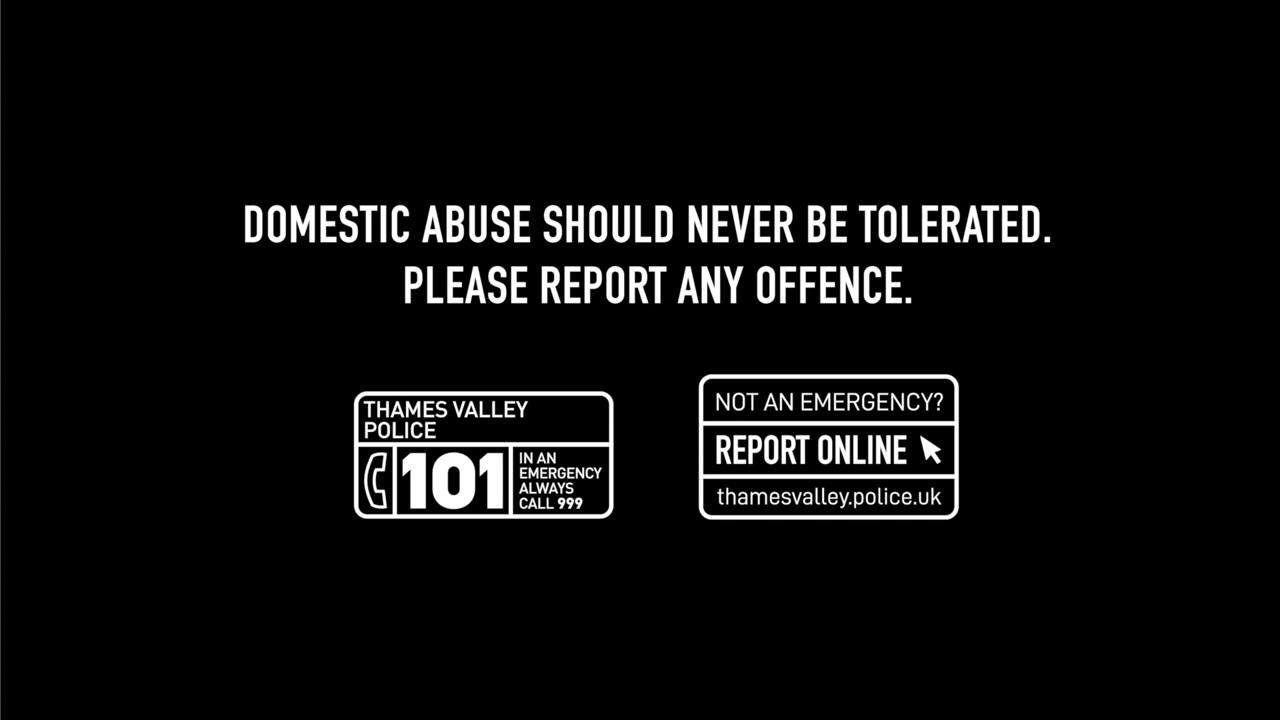 DOMESTIC ABUSE SHOULD NEVER BE TOLERATED.
PLEASE REPORT ANY OFFENCE.
THAMES VALLEY
POLICE
101
IN AN
EMERGENCY
ALWAYS
CALL 999
NOT AN EMERGENCY?
REPORT ONLINE
thamesvalley.police.uk